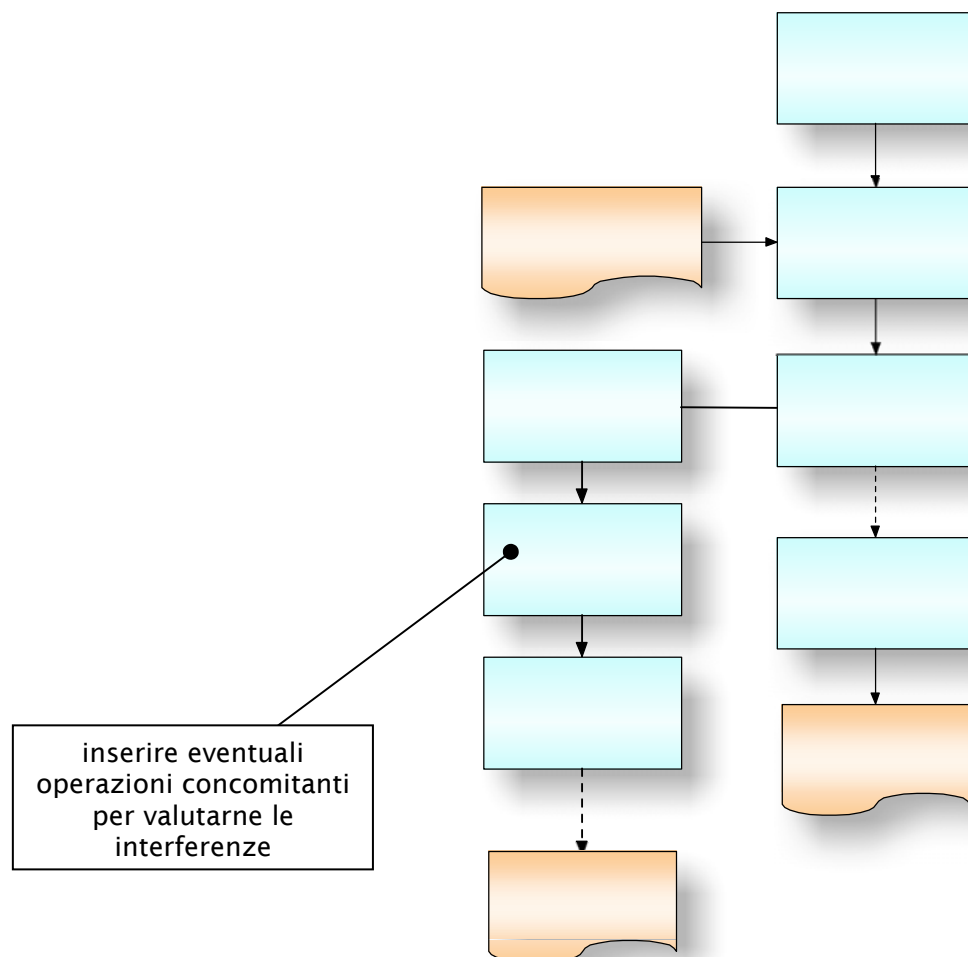 inserire eventuali
operazioni concomitanti
per valutarne le
interferenze